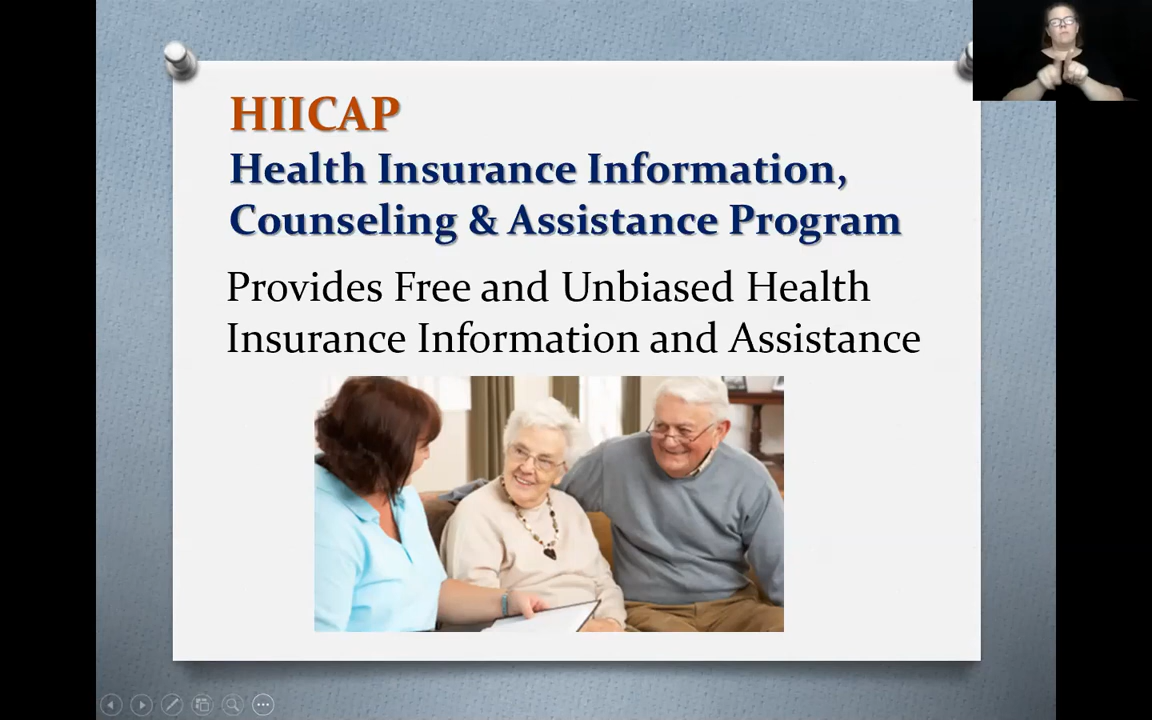 HIICAP
Health Insurance Information,
Counseling & Assistance Program
Provides Free and Unbiased Health
Insurance Information and Assistance